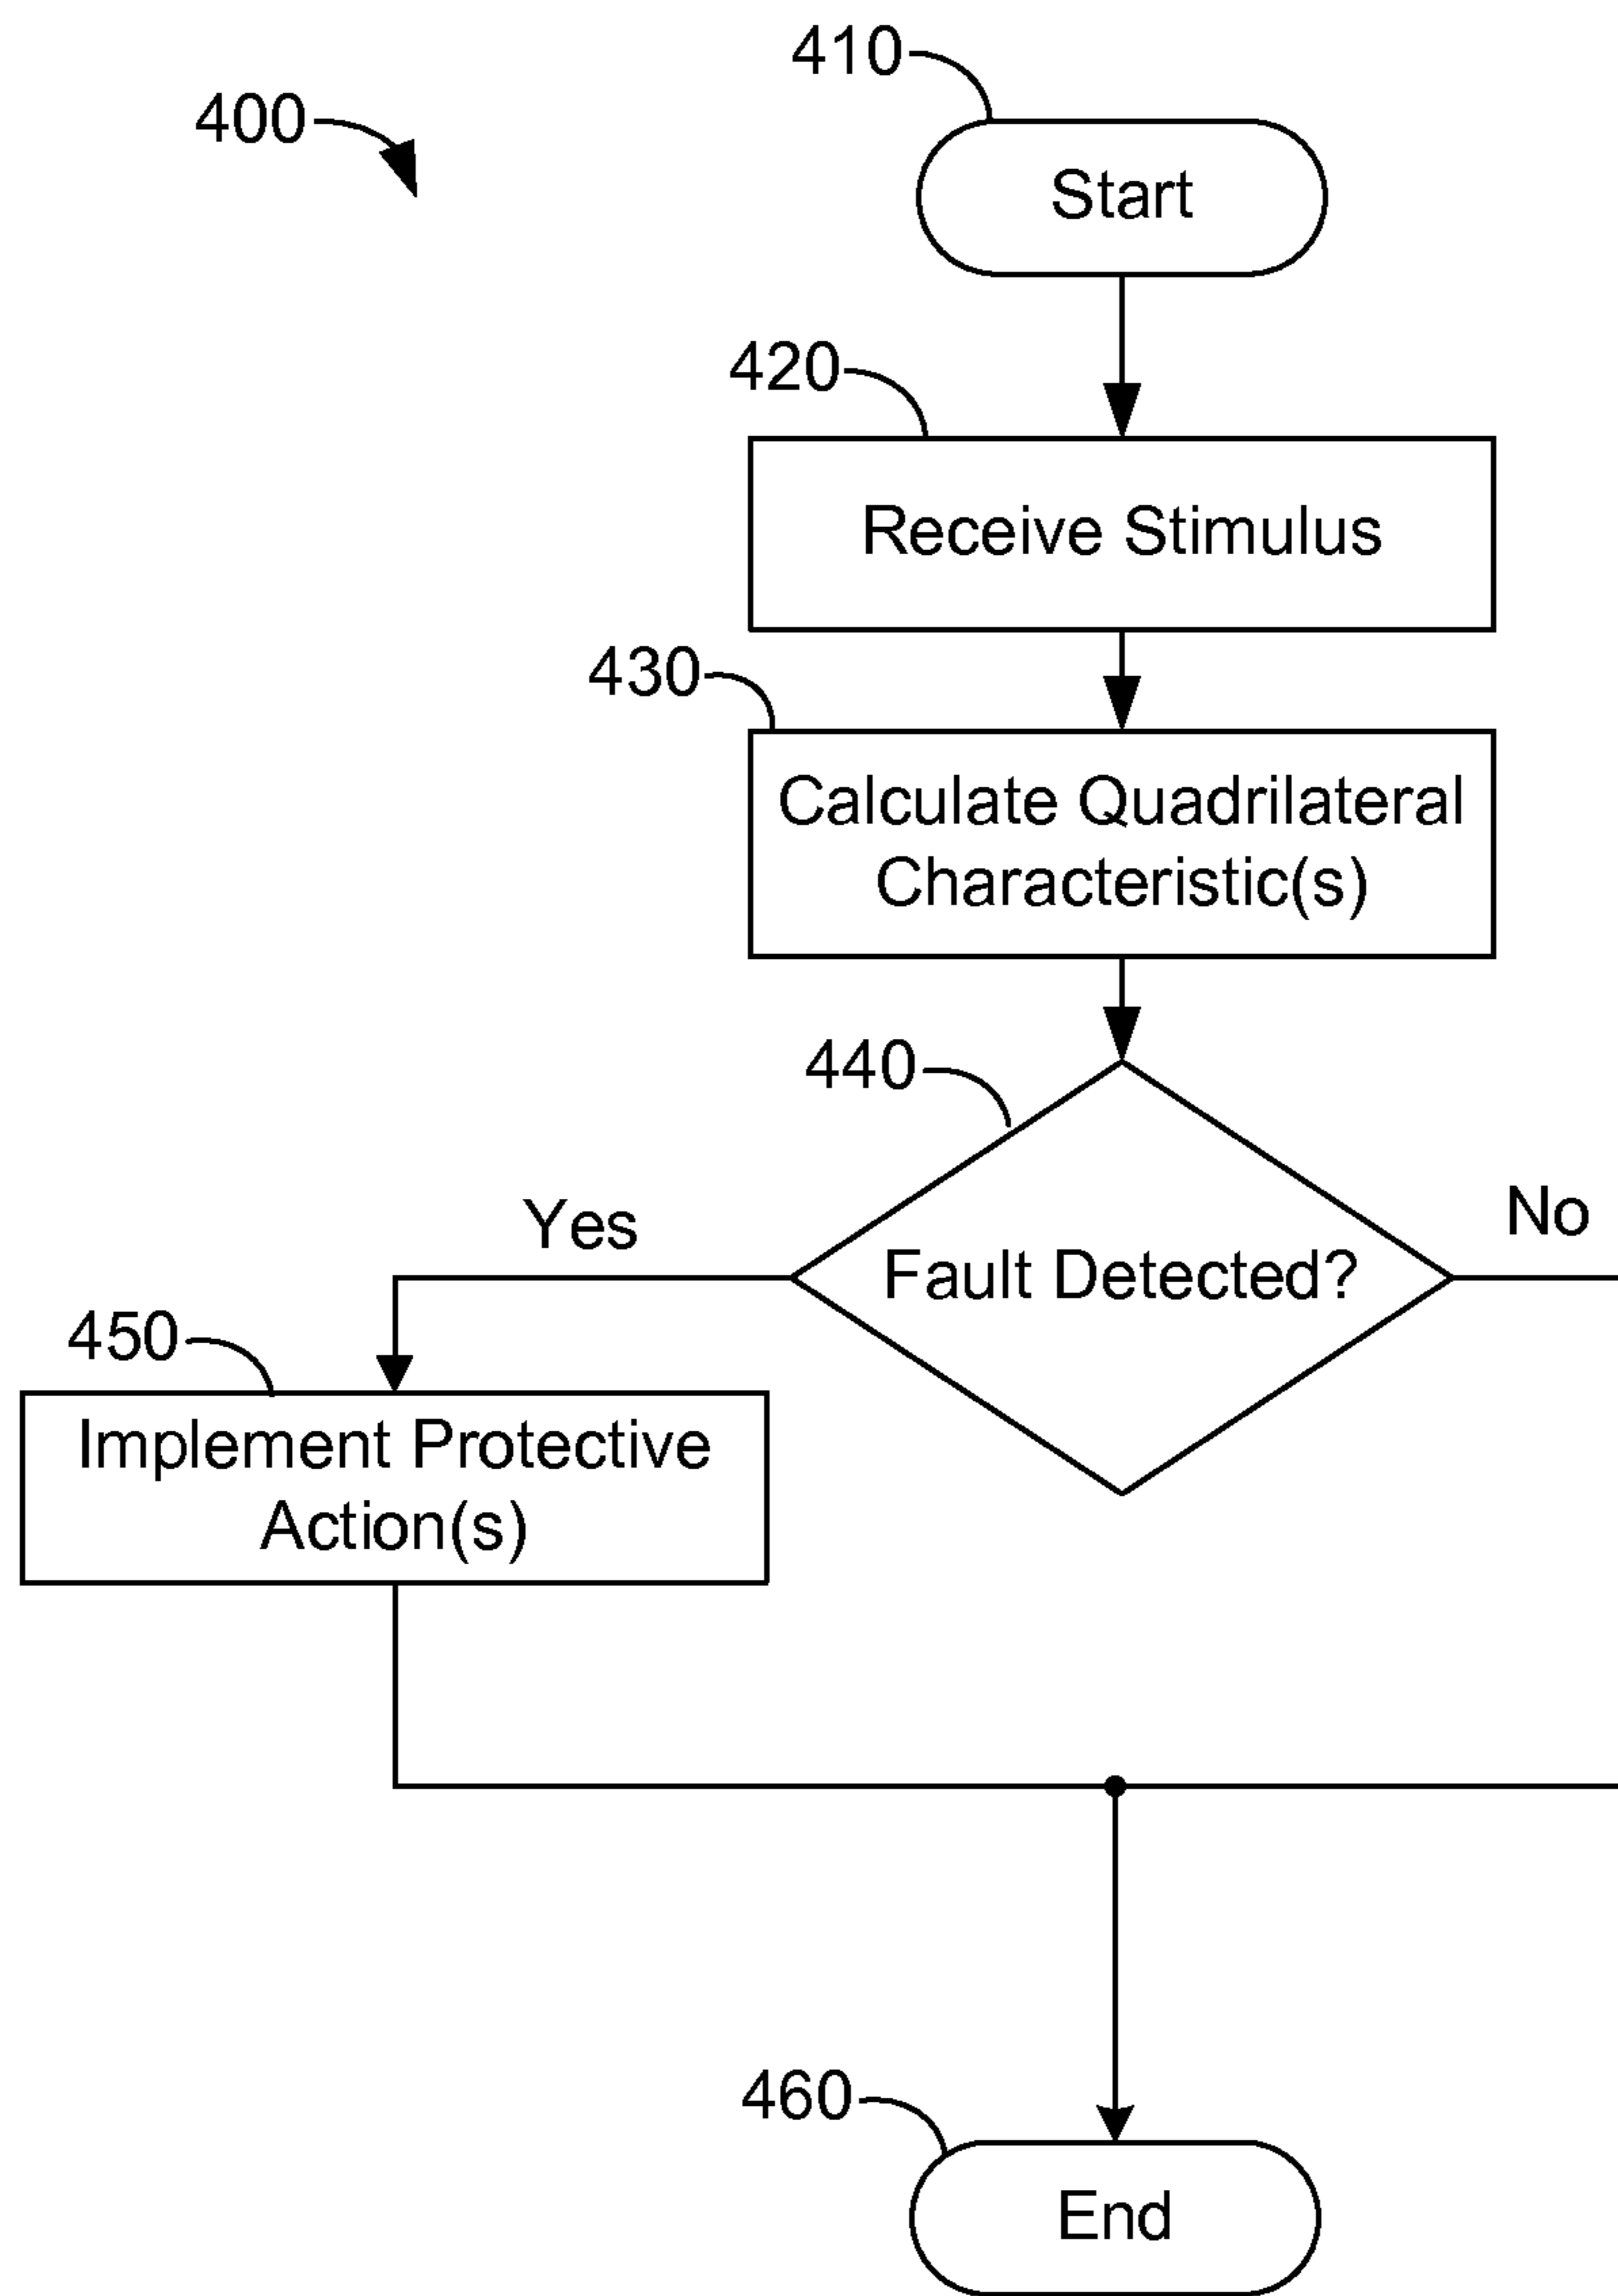 410
400
Start
420
Receive Stimulus
430
Calculate Quadrilateral
Characteristic(s)
440
Yes
No
Fault Detected?
450
Implement Protective
Action(s)
460
End